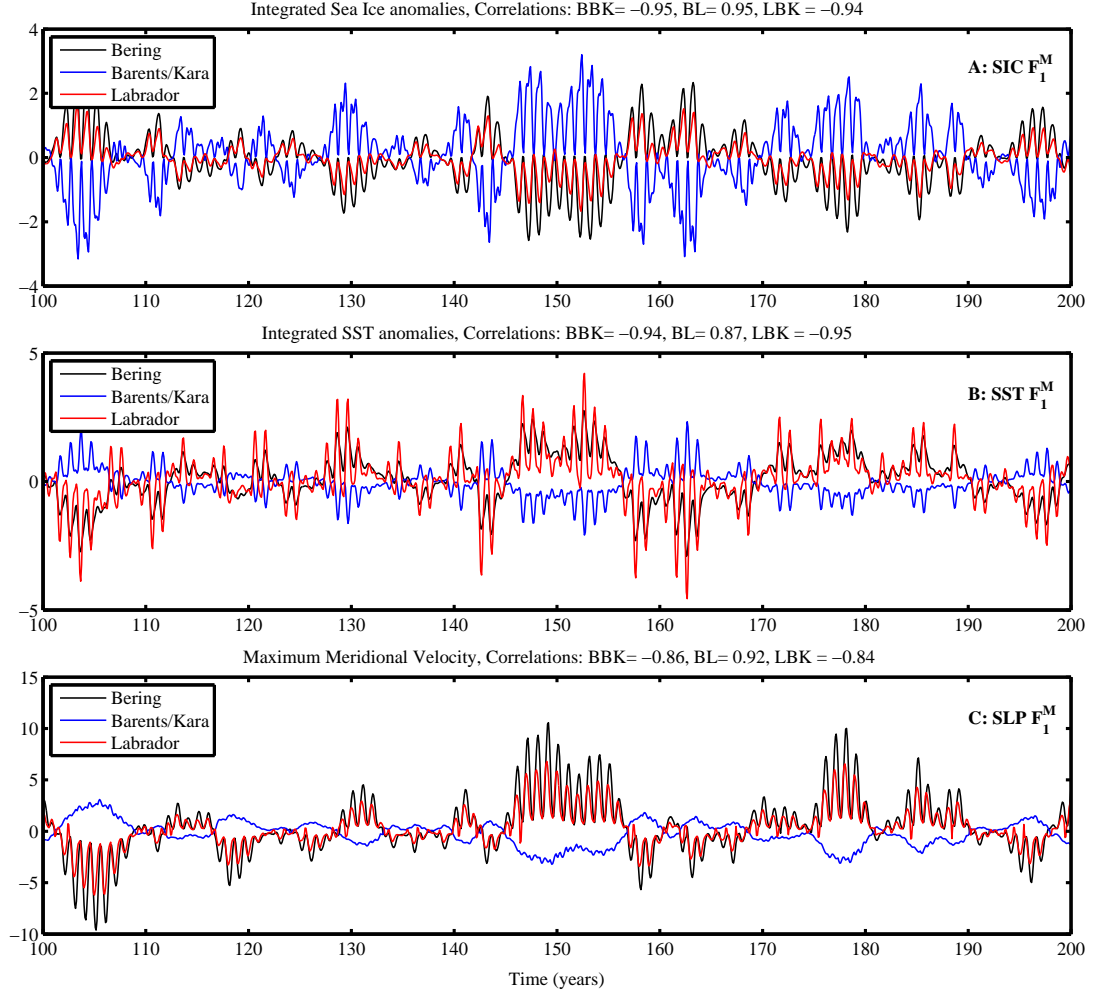 Integrated Sea Ice anomalies, Correlations: BBK= −0.95, BL= 0.95, LBK = −0.94
4
2
0
−2
−4
Bering
Barents/Kara
Labrador
A: SIC F₁ᴹ
100 110 120 130 140 150 160 170 180 190 200
Integrated SST anomalies, Correlations: BBK= −0.94, BL= 0.87, LBK = −0.95
5
0
−5
Bering
Barents/Kara
Labrador
B: SST F₁ᴹ
100 110 120 130 140 150 160 170 180 190 200
Maximum Meridional Velocity, Correlations: BBK= −0.86, BL= 0.92, LBK = −0.84
15
10
5
0
−5
−10
Bering
Barents/Kara
Labrador
C: SLP F₁ᴹ
100 110 120 130 140 150 160 170 180 190 200
Time (years)